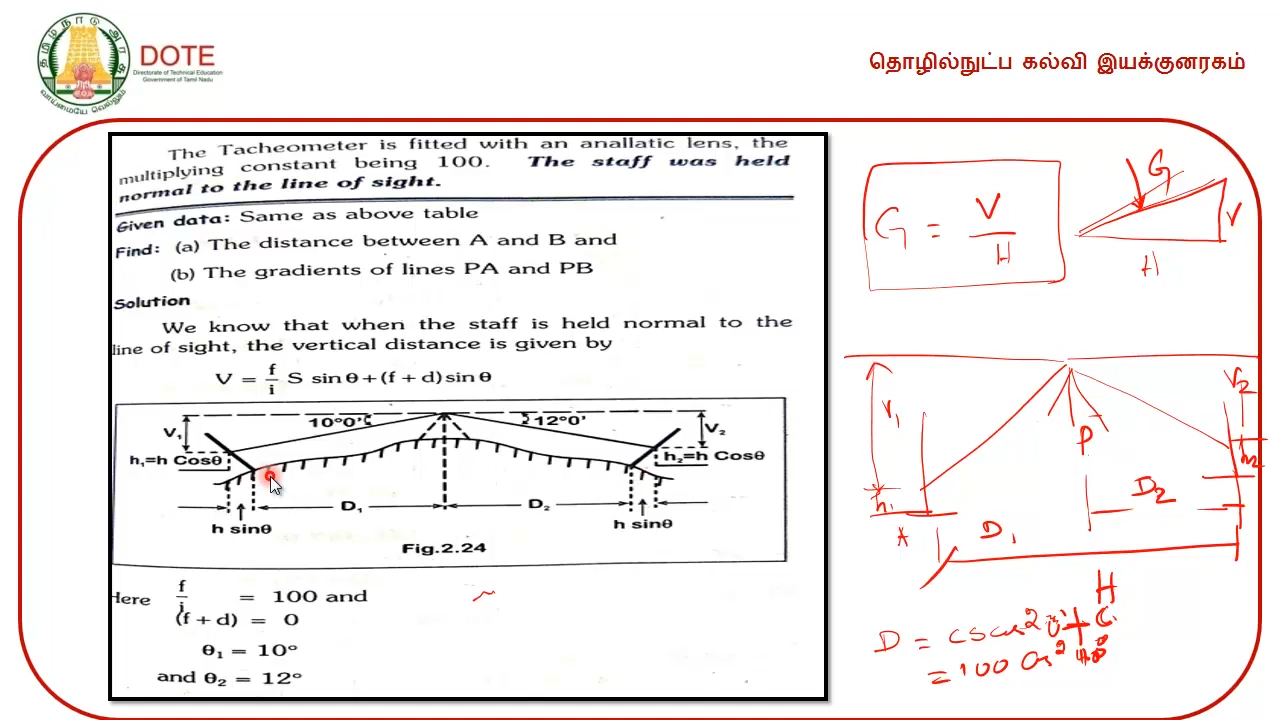 தமிழ்நாடு அரசு
வாய்மையே வெல்லும்
DOTE
Directorate of Technical Education
Government of Tamil Nadu
தொழில்நுட்ப கல்வி இயக்குனரகம்
The Tacheometer is fitted with an anallatic lens, the
multiplying constant being 100. The staff was held
normal to the line of sight.
Given data: Same as above table
Find: (a) The distance between A and B and
(b) The gradients of lines PA and PB
Solution
We know that when the staff is held normal to the
line of sight, the vertical distance is given by
V = f/i S sinθ+(f+d)sinθ
10°0' 12°0'
V₁ V₂
h₁=h Cosθ h₂=h Cosθ
D₁ D₂
h sinθ h sinθ
Fig.2.24
Here f/i = 100 and
(f + d) = 0
θ₁ = 10°
and θ₂ = 12°
G = V/H
G
V
H
V₁ V₂
P
h₁ h₂
A D₁ D₂
H
D =
= 100